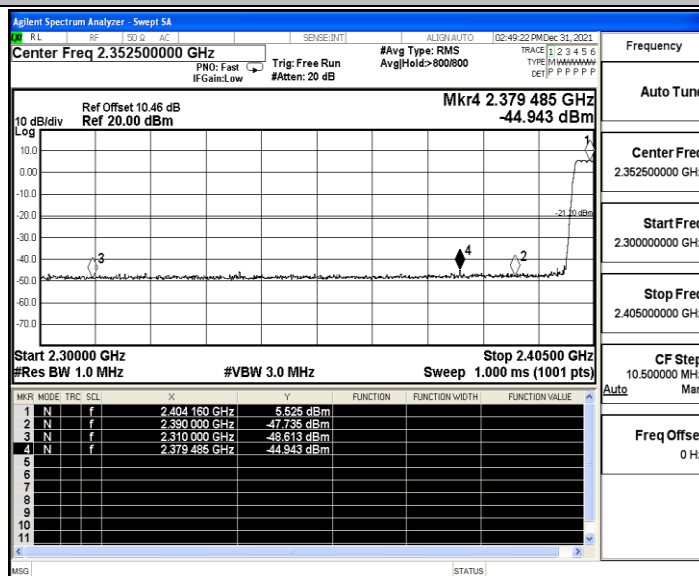 Agilent Spectrum Analyzer - Swept SA
RL RF 50 Ω AC SENSE:INT ALIGNAUTO 02:49:22 PM Dec 31, 2021
Center Freq 2.352500000 GHz
PNO: Fast
IFGain:Low
Trig: Free Run
#Atten: 20 dB
#Avg Type: RMS
Avg|Hold:>800/800
TRACE 1 2 3 4 5 6
TYPE MWWWWW
DET P P P P P P
Frequency
Auto Tune
Center Freq
2.352500000 GHz
Start Freq
2.300000000 GHz
Stop Freq
2.405000000 GHz
CF Step
10.500000 MHz
Auto Man
Freq Offset
0 Hz
Mkr4 2.379 485 GHz
-44.943 dBm
Ref Offset 10.46 dB
10 dB/div Ref 20.00 dBm
Log
10.0
0.00
-10.0
-20.0
-30.0
-40.0
-50.0
-60.0
-70.0
-21.20 dBm
1
2
3
4
Start 2.30000 GHz Stop 2.40500 GHz
#Res BW 1.0 MHz #VBW 3.0 MHz Sweep 1.000 ms (1001 pts)
MKR MODE TRC SCL X Y FUNCTION FUNCTION WIDTH FUNCTION VALUE
1 N f 2.404 160 GHz 5.525 dBm
2 N f 2.390 000 GHz -47.735 dBm
3 N f 2.310 000 GHz -48.613 dBm
4 N f 2.379 485 GHz -44.943 dBm
5
6
7
8
9
10
11
MSG STATUS